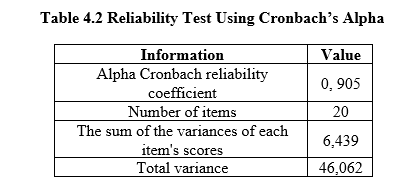 Table 4.2 Reliability Test Using Cronbach’s Alpha
Information Value
Alpha Cronbach reliability
coefficient
0, 905
Number of items 20
The sum of the variances of each
item's scores
6,439
Total variance 46,062